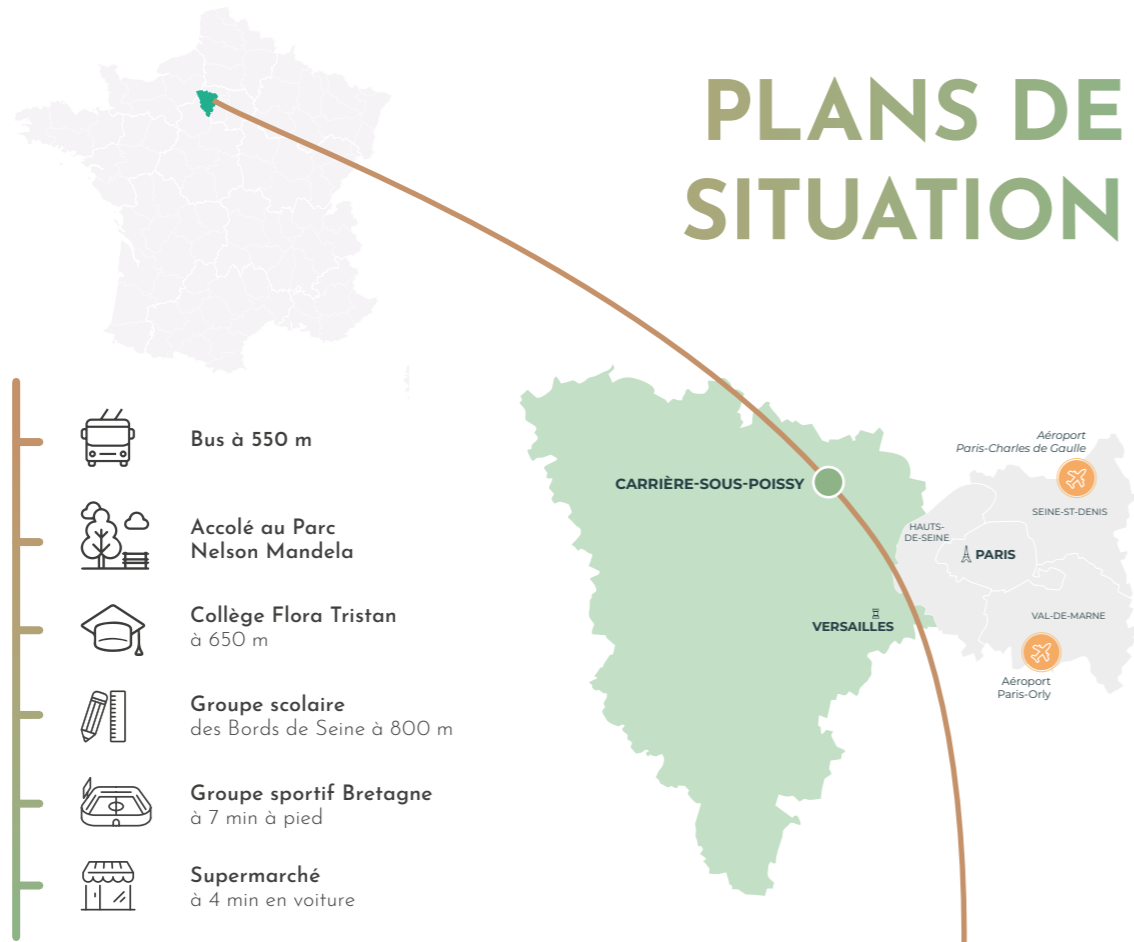 PLANS DE
SITUATION
Bus à 550 m
Accolé au Parc
Nelson Mandela
Collège Flora Tristan
à 650 m
Groupe scolaire
des Bords de Seine à 800 m
Groupe sportif Bretagne
à 7 min à pied
Supermarché
à 4 min en voiture
CARRIÈRE-SOUS-POISSY
VERSAILLES
Aéroport
Paris-Charles de Gaulle
SEINE-ST-DENIS
HAUTS-
DE-SEINE
PARIS
VAL-DE-MARNE
Aéroport
Paris-Orly